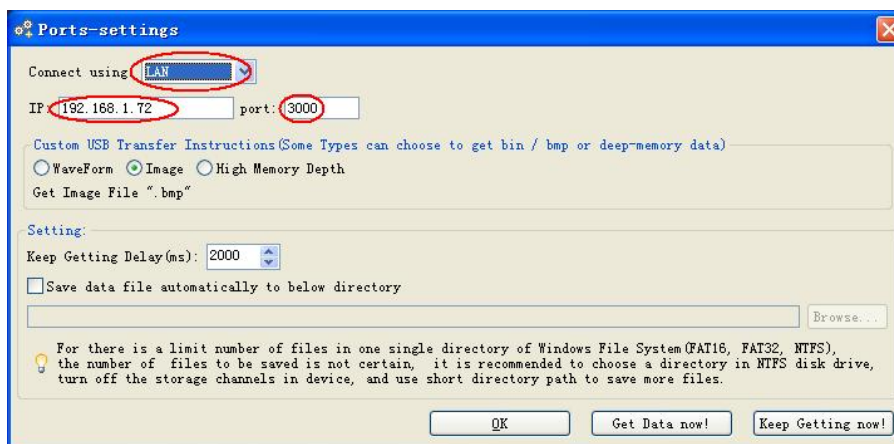 Ports-settings
Connect using: LAN
IP: 192.168.1.72 port: 3000
Custom USB Transfer Instructions(Some Types can choose to get bin / bmp or deep-memory data)
WaveForm Image High Memory Depth
Get Image File ".bmp"
Setting:
Keep Getting Delay(ms): 2000
Save data file automatically to below directory
Browse...
For there is a limit number of files in one single directory of Windows File System(FAT16, FAT32, NTFS),
the number of files to be saved is not certain, it is recommended to choose a directory in NTFS disk drive,
turn off the storage channels in device, and use short directory path to save more files.
OK Get Data now! Keep Getting now!